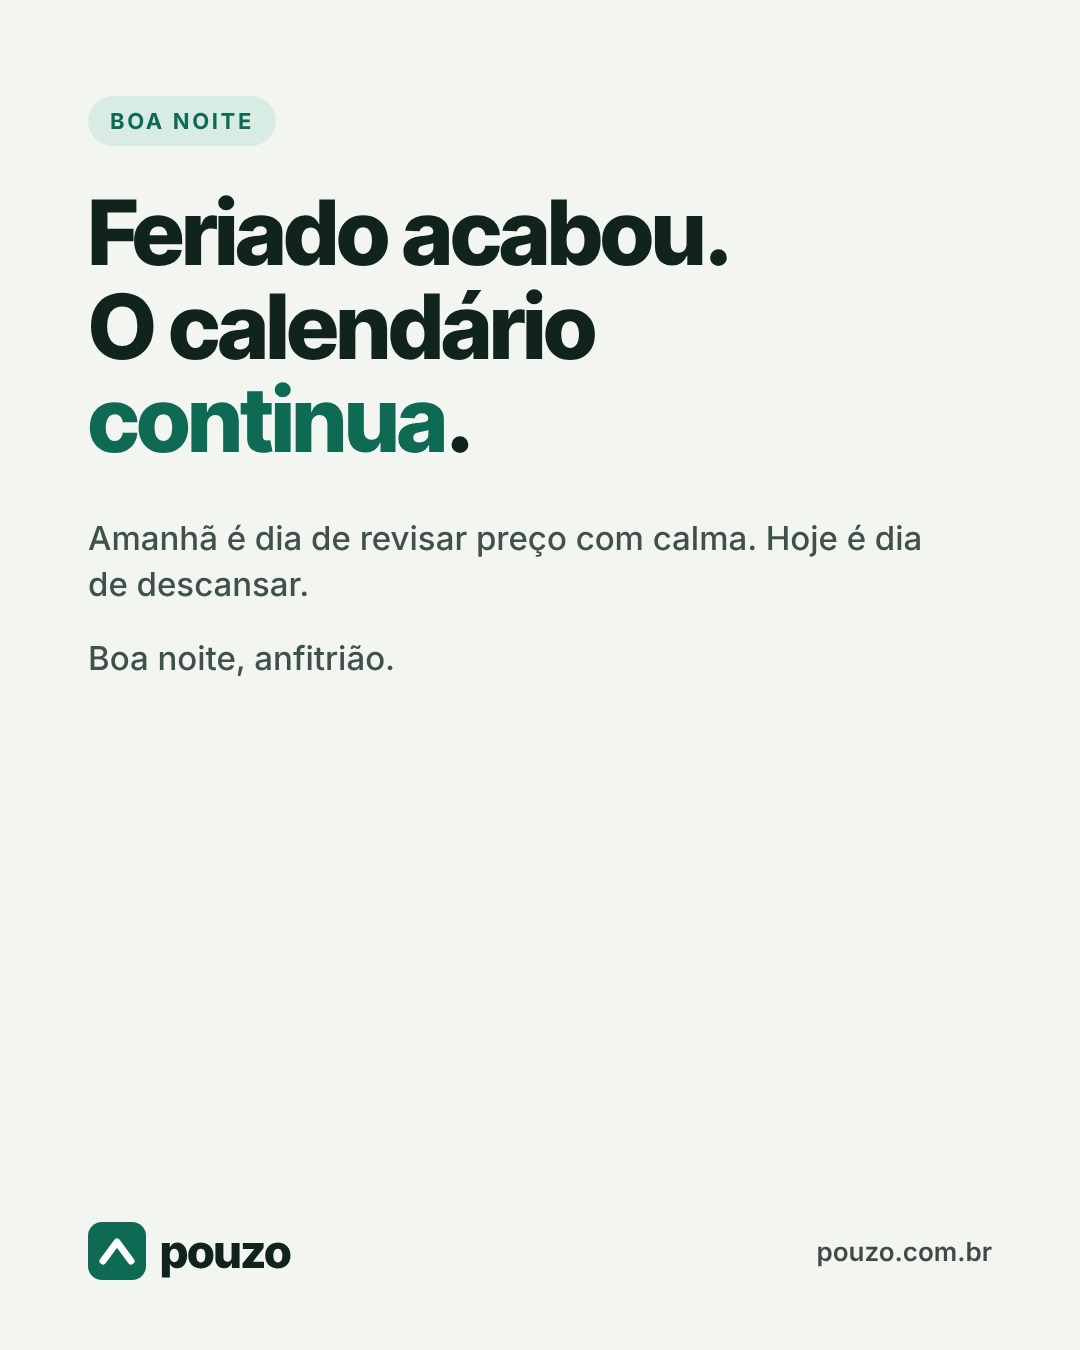 BOA NOITE
Feriado acabou.
O calendário
continua.
Amanhã é dia de revisar preço com calma. Hoje é dia
de descansar.
Boa noite, anfitrião.
pouzo
pouzo.com.br